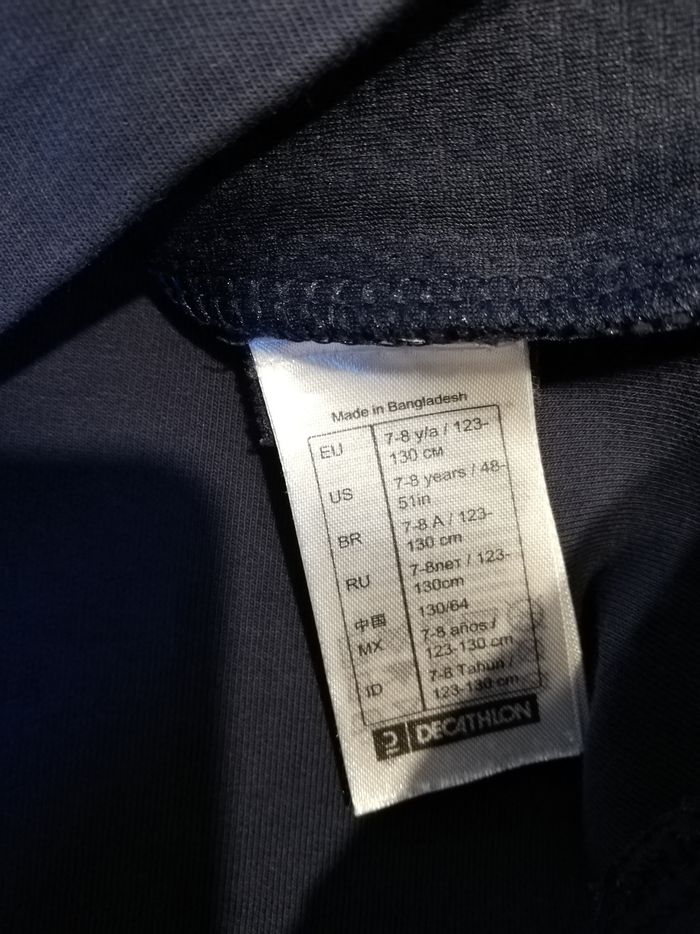 Made in Bangladesh
EU 7-8 y/a / 123-
130 см
US 7-8 years / 48-
51in
BR 7-8 A / 123-
130 cm
RU 7-8лет / 123-
130cm
中国 130/64
MX 7-8 años /
123-130 cm
ID 7-8 Tahun /
123-130 cm
DECATHLON